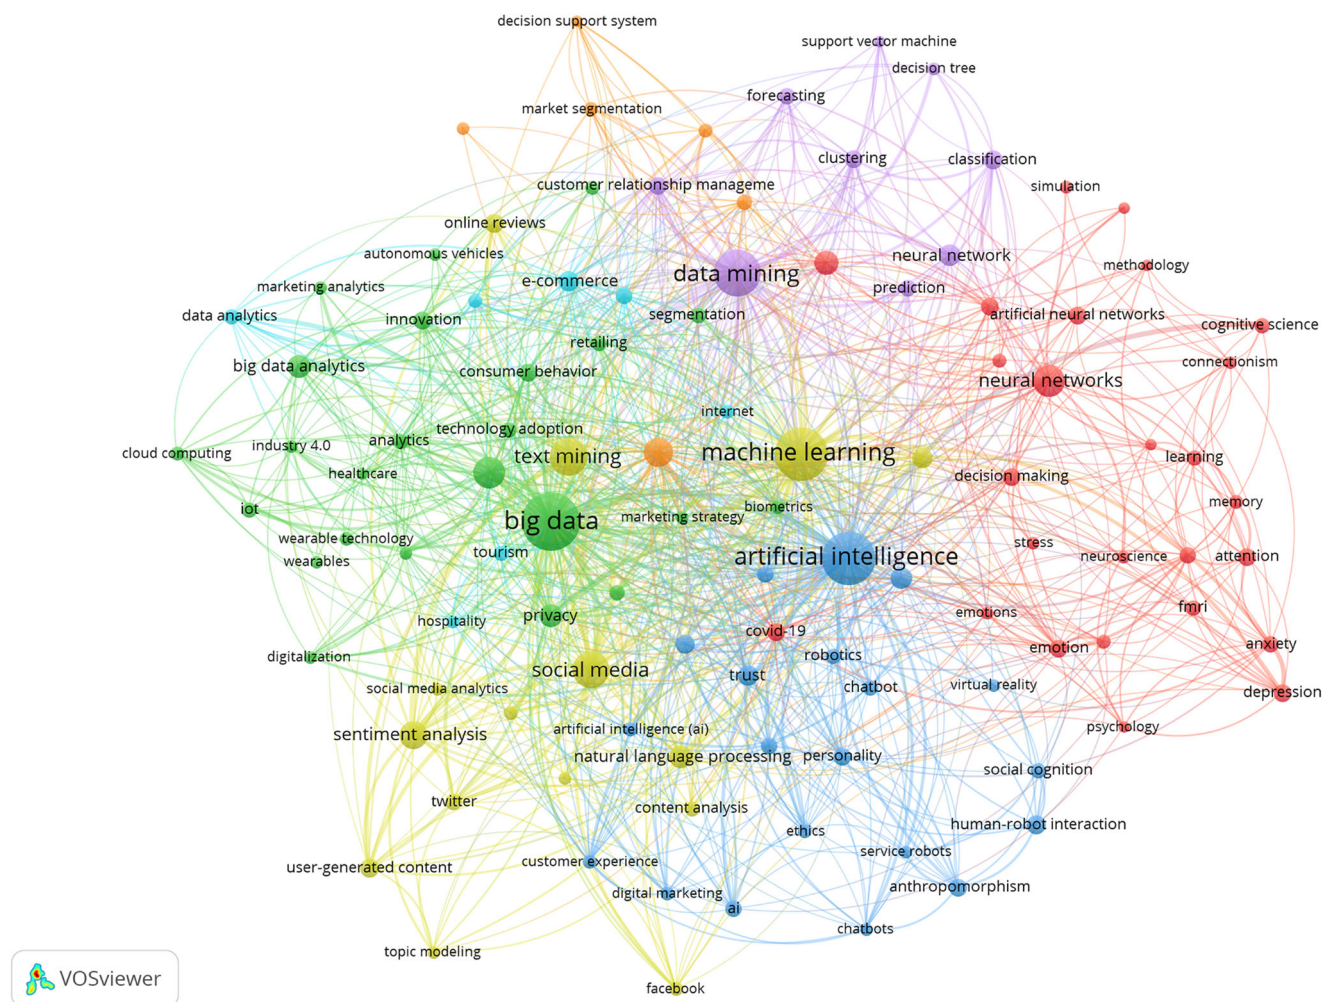 decision support system
support vector machine
decision tree
forecasting
market segmentation
clustering
classification
customer relationship manageme
simulation
online reviews
autonomous vehicles
neural network
methodology
data mining
e-commerce
marketing analytics
prediction
data analytics
innovation
segmentation
artificial neural networks
cognitive science
retailing
big data analytics
consumer behavior
connectionism
neural networks
internet
technology adoption
analytics
industry 4.0
cloud computing
text mining
machine learning
learning
healthcare
decision making
memory
iot
biometrics
marketing strategy
big data
wearable technology
stress
tourism
artificial intelligence
neuroscience
attention
wearables
fmri
emotions
privacy
hospitality
covid-19
anxiety
emotion
digitalization
robotics
social media
trust
chatbot
virtual reality
social media analytics
depression
psychology
artificial intelligence (ai)
sentiment analysis
natural language processing
personality
social cognition
twitter
content analysis
human-robot interaction
ethics
service robots
customer experience
user-generated content
anthropomorphism
digital marketing
ai
chatbots
topic modeling
facebook
VOSviewer